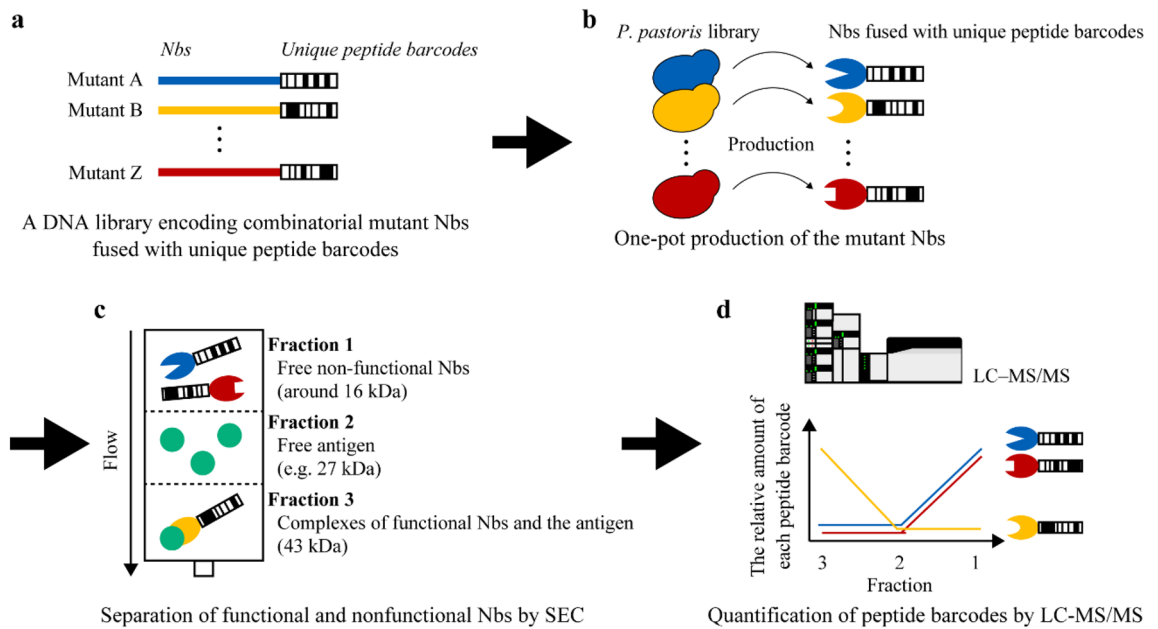 a
Nbs
Unique peptide barcodes
Mutant A
Mutant B
Mutant Z
A DNA library encoding combinatorial mutant Nbs
fused with unique peptide barcodes
b
P. pastoris library
Nbs fused with unique peptide barcodes
Production
One-pot production of the mutant Nbs
c
Flow
Fraction 1
Free non-functional Nbs
(around 16 kDa)
Fraction 2
Free antigen
(e.g. 27 kDa)
Fraction 3
Complexes of functional Nbs and the antigen
(43 kDa)
Separation of functional and nonfunctional Nbs by SEC
d
LC–MS/MS
The relative amount of
each peptide barcode
3 2 1
Fraction
Quantification of peptide barcodes by LC-MS/MS